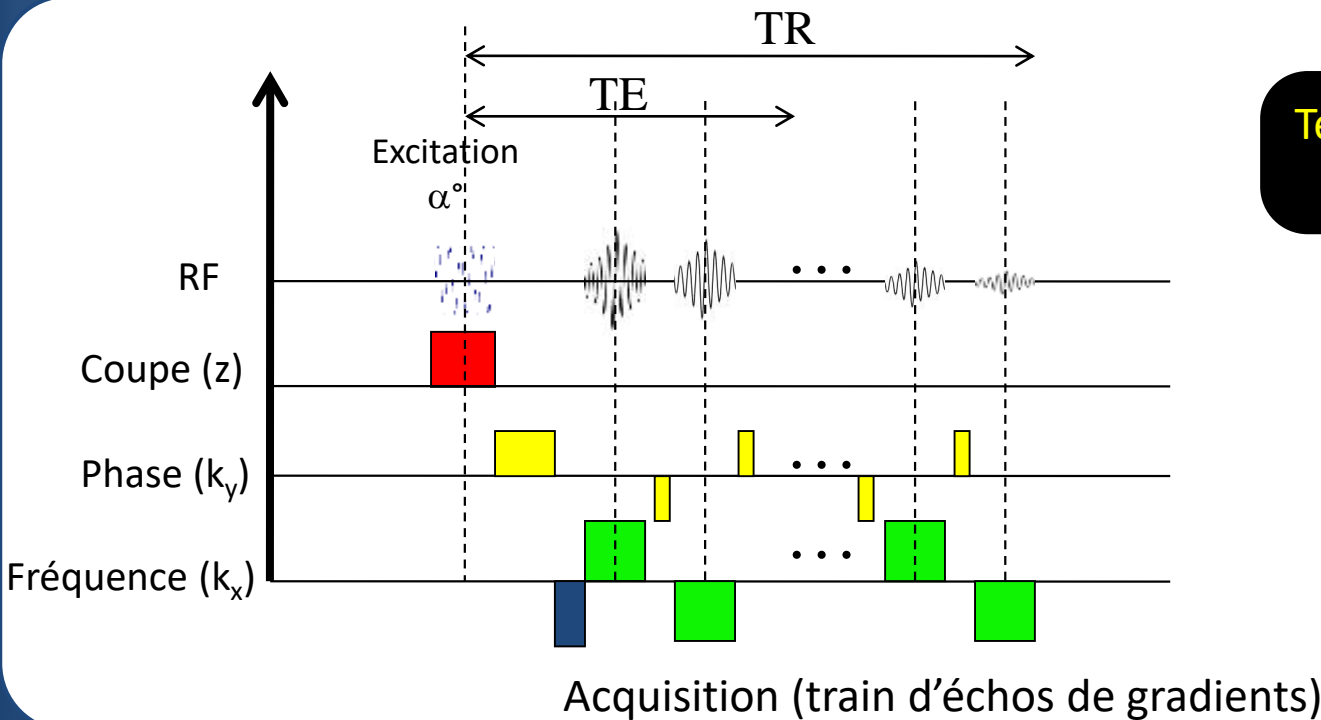 TR
TE
Excitation
α°
RF
Coupe (z)
Phase (ky)
Fréquence (kx)
Acquisition (train d'échos de gradients)